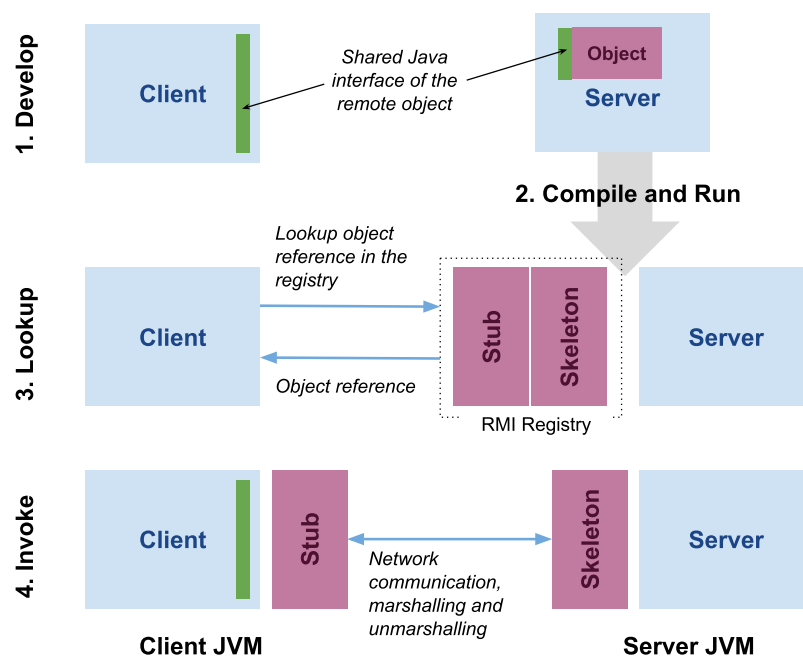 1. Develop
Client
Shared Java
interface of the
remote object
Object
Server
2. Compile and Run
3. Lookup
Client
Lookup object
reference in the
registry
Object reference
Stub
Skeleton
RMI Registry
Server
4. Invoke
Client
Stub
Network
communication,
marshalling and
unmarshalling
Skeleton
Server
Client JVM
Server JVM